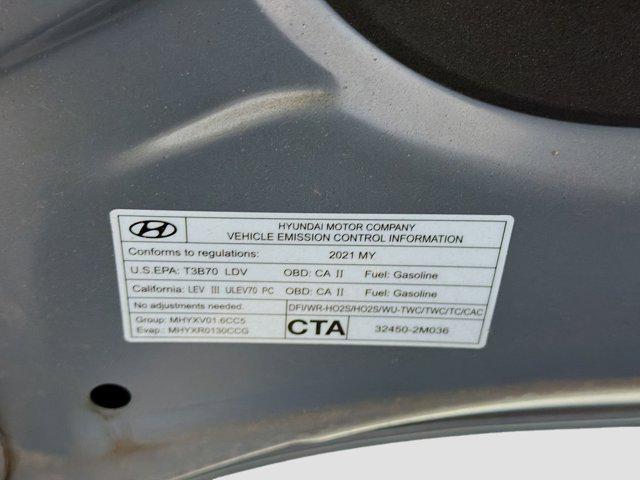 HYUNDAI MOTOR COMPANY
VEHICLE EMISSION CONTROL INFORMATION
Conforms to regulations: 2021 MY
U.S.EPA: T3B70 LDV OBD: CA II Fuel: Gasoline
California: LEV III ULEV70 PC OBD: CA II Fuel: Gasoline
No adjustments needed. DFI/WR-HO2S/HO2S/WU-TWC/TWC/TC/CAC
Group: MHYXV01.6CC5
Evap.: MHYXR0130CCG
CTA 32450-2M036